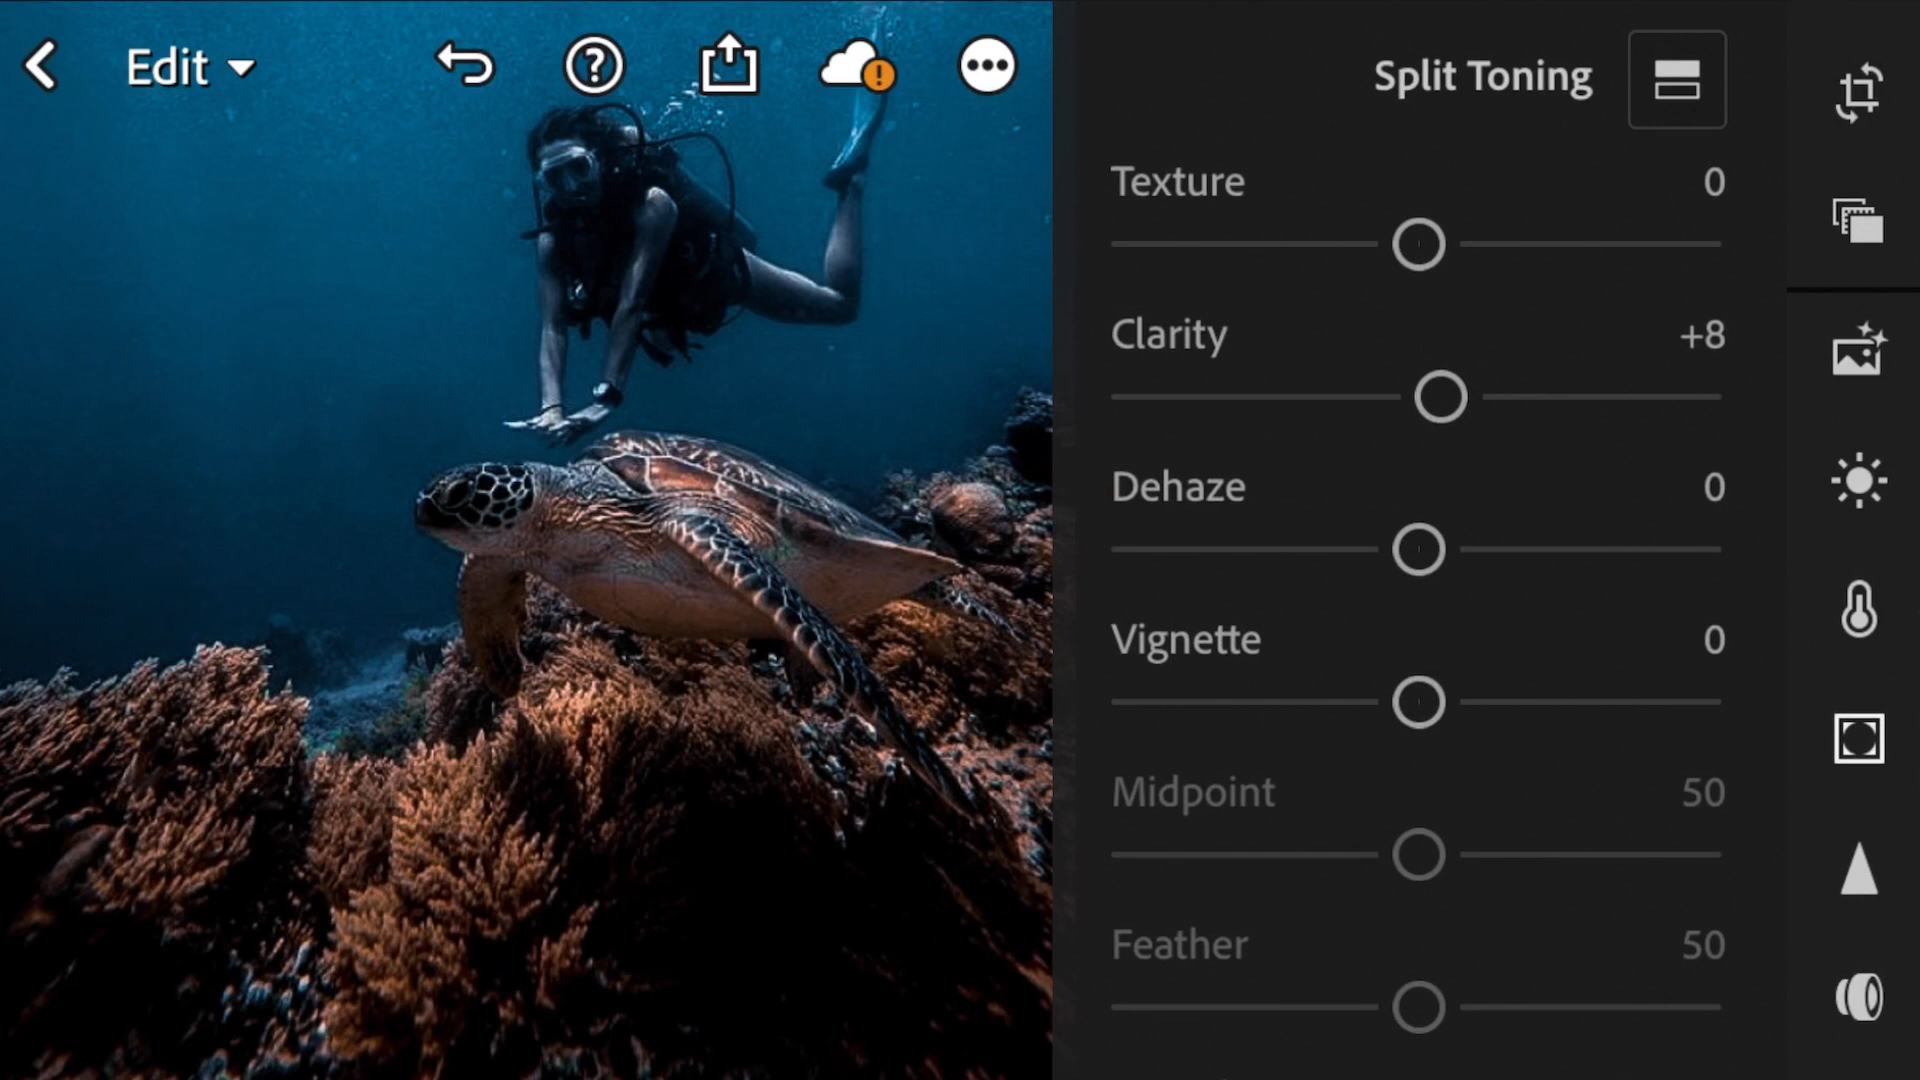 Edit
Split Toning
Texture 0
Clarity +8
Dehaze 0
Vignette 0
Midpoint 50
Feather 50